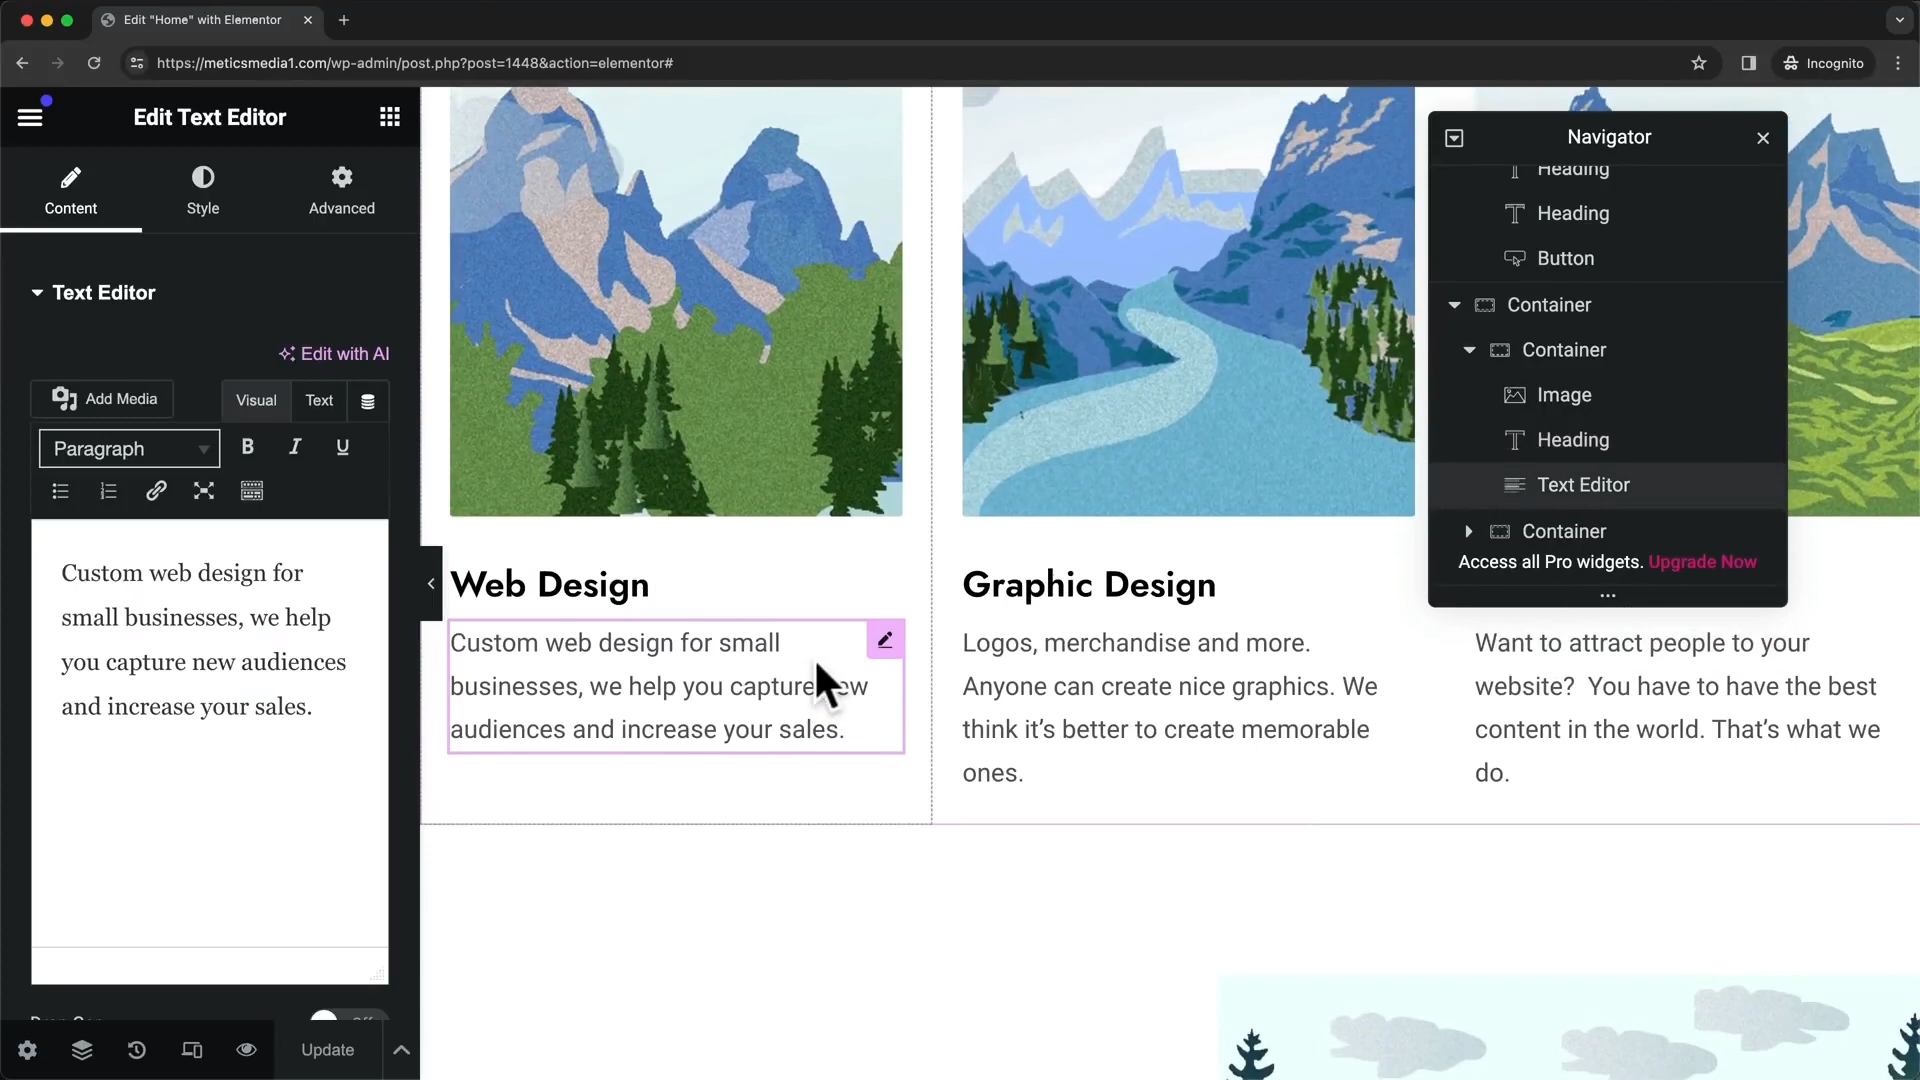 Edit "Home" with Elementor
https://meticsmedia1.com/wp-admin/post.php?post=1448&action=elementor#
Incognito
Edit Text Editor
Content
Style
Advanced
Text Editor
Edit with AI
Add Media
Visual
Text
Paragraph
B
I
U
Custom web design for
small businesses, we help
you capture new audiences
and increase your sales.
Update
Web Design
Custom web design for small
businesses, we help you capture
audiences and increase your sales.
Graphic Design
Logos, merchandise and more.
Anyone can create nice graphics. We
think it’s better to create memorable
ones.
Want to attract people to your
website? You have to have the best
content in the world. That’s what we
do.
Navigator
Heading
Heading
Button
Container
Container
Image
Heading
Text Editor
Container
Access all Pro widgets. Upgrade Now